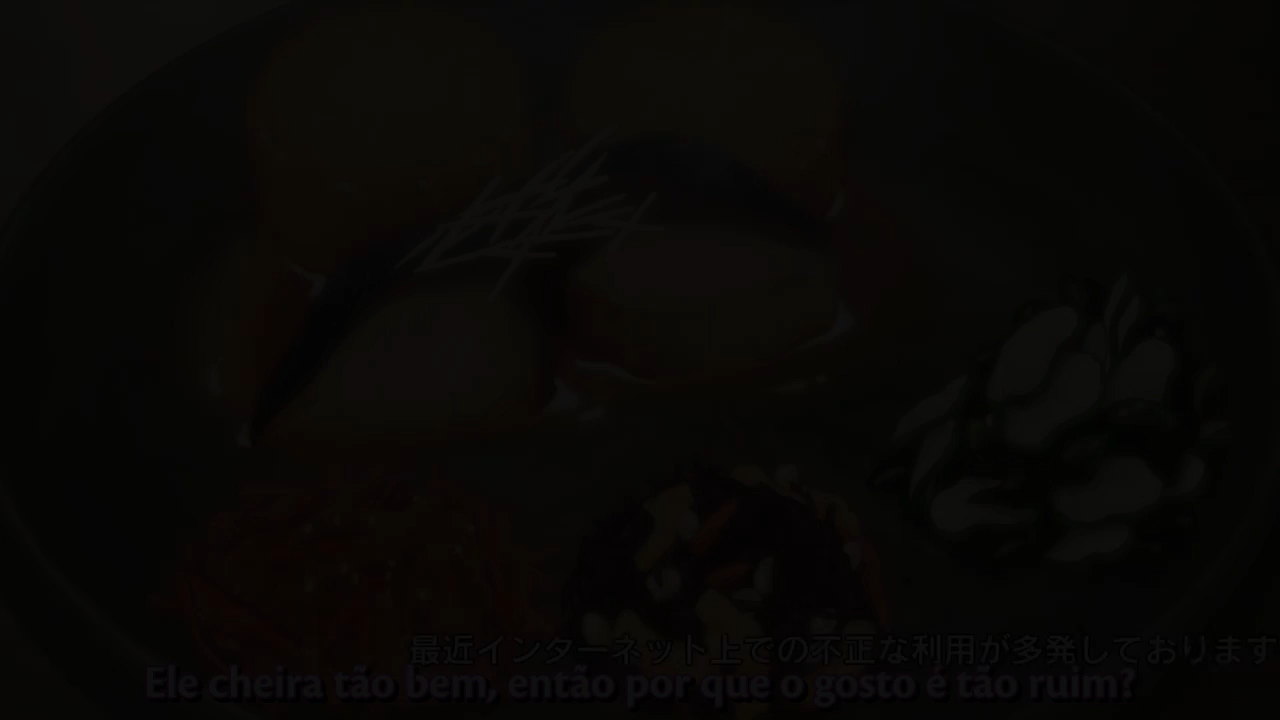 最近インターネット上での不正な利用が多発しております
Ele cheira tão bem, então por que o gosto é tão ruim?